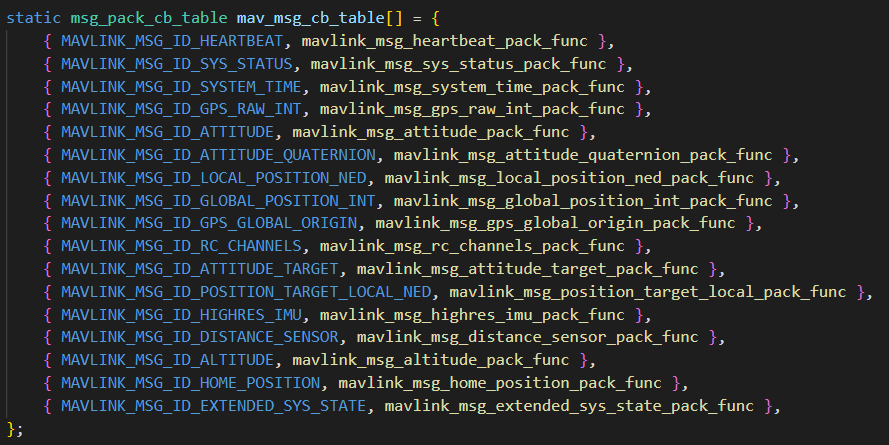 static msg_pack_cb_table mav_msg_cb_table[] = {
    { MAVLINK_MSG_ID_HEARTBEAT, mavlink_msg_heartbeat_pack_func },
    { MAVLINK_MSG_ID_SYS_STATUS, mavlink_msg_sys_status_pack_func },
    { MAVLINK_MSG_ID_SYSTEM_TIME, mavlink_msg_system_time_pack_func },
    { MAVLINK_MSG_ID_GPS_RAW_INT, mavlink_msg_gps_raw_int_pack_func },
    { MAVLINK_MSG_ID_ATTITUDE, mavlink_msg_attitude_pack_func },
    { MAVLINK_MSG_ID_ATTITUDE_QUATERNION, mavlink_msg_attitude_quaternion_pack_func },
    { MAVLINK_MSG_ID_LOCAL_POSITION_NED, mavlink_msg_local_position_ned_pack_func },
    { MAVLINK_MSG_ID_GLOBAL_POSITION_INT, mavlink_msg_global_position_int_pack_func },
    { MAVLINK_MSG_ID_GPS_GLOBAL_ORIGIN, mavlink_msg_gps_global_origin_pack_func },
    { MAVLINK_MSG_ID_RC_CHANNELS, mavlink_msg_rc_channels_pack_func },
    { MAVLINK_MSG_ID_ATTITUDE_TARGET, mavlink_msg_attitude_target_pack_func },
    { MAVLINK_MSG_ID_POSITION_TARGET_LOCAL_NED, mavlink_msg_position_target_local_pack_func },
    { MAVLINK_MSG_ID_HIGHRES_IMU, mavlink_msg_highres_imu_pack_func },
    { MAVLINK_MSG_ID_DISTANCE_SENSOR, mavlink_msg_distance_sensor_pack_func },
    { MAVLINK_MSG_ID_ALTITUDE, mavlink_msg_altitude_pack_func },
    { MAVLINK_MSG_ID_HOME_POSITION, mavlink_msg_home_position_pack_func },
    { MAVLINK_MSG_ID_EXTENDED_SYS_STATE, mavlink_msg_extended_sys_state_pack_func },
};